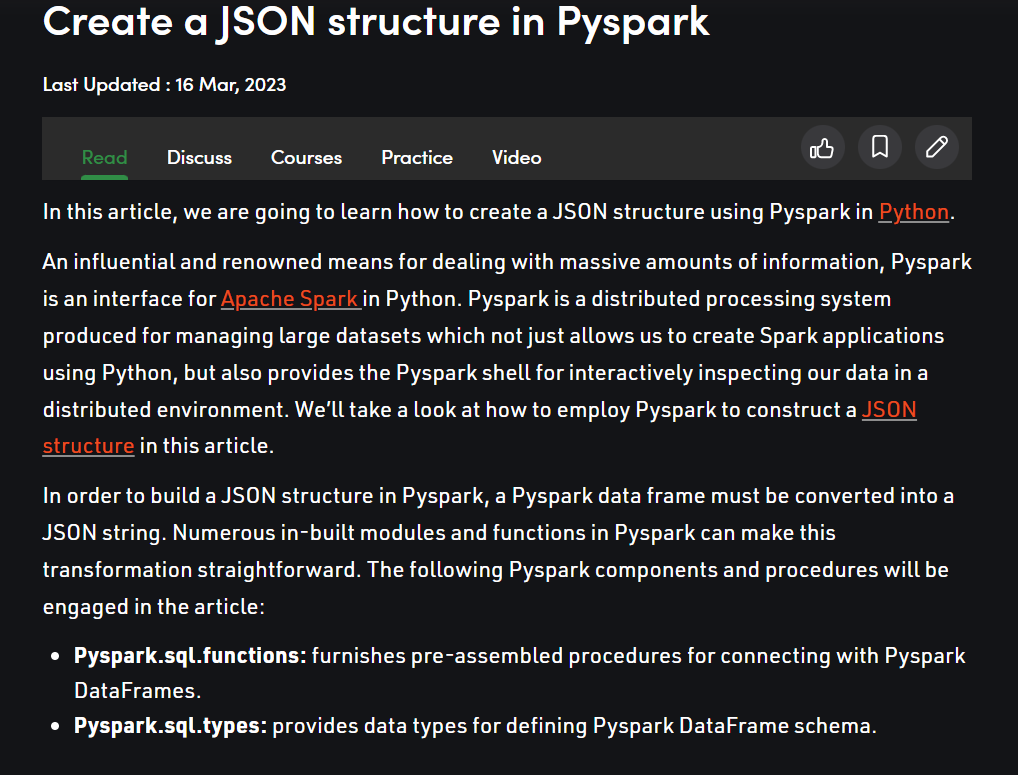 Create a JSON structure in Pyspark
Last Updated : 16 Mar, 2023
Read Discuss Courses Practice Video
In this article, we are going to learn how to create a JSON structure using Pyspark in Python.
An influential and renowned means for dealing with massive amounts of information, Pyspark
is an interface for Apache Spark in Python. Pyspark is a distributed processing system
produced for managing large datasets which not just allows us to create Spark applications
using Python, but also provides the Pyspark shell for interactively inspecting our data in a
distributed environment. We’ll take a look at how to employ Pyspark to construct a JSON
structure in this article.
In order to build a JSON structure in Pyspark, a Pyspark data frame must be converted into a
JSON string. Numerous in-built modules and functions in Pyspark can make this
transformation straightforward. The following Pyspark components and procedures will be
engaged in the article:
• Pyspark.sql.functions: furnishes pre-assembled procedures for connecting with Pyspark
DataFrames.
• Pyspark.sql.types: provides data types for defining Pyspark DataFrame schema.